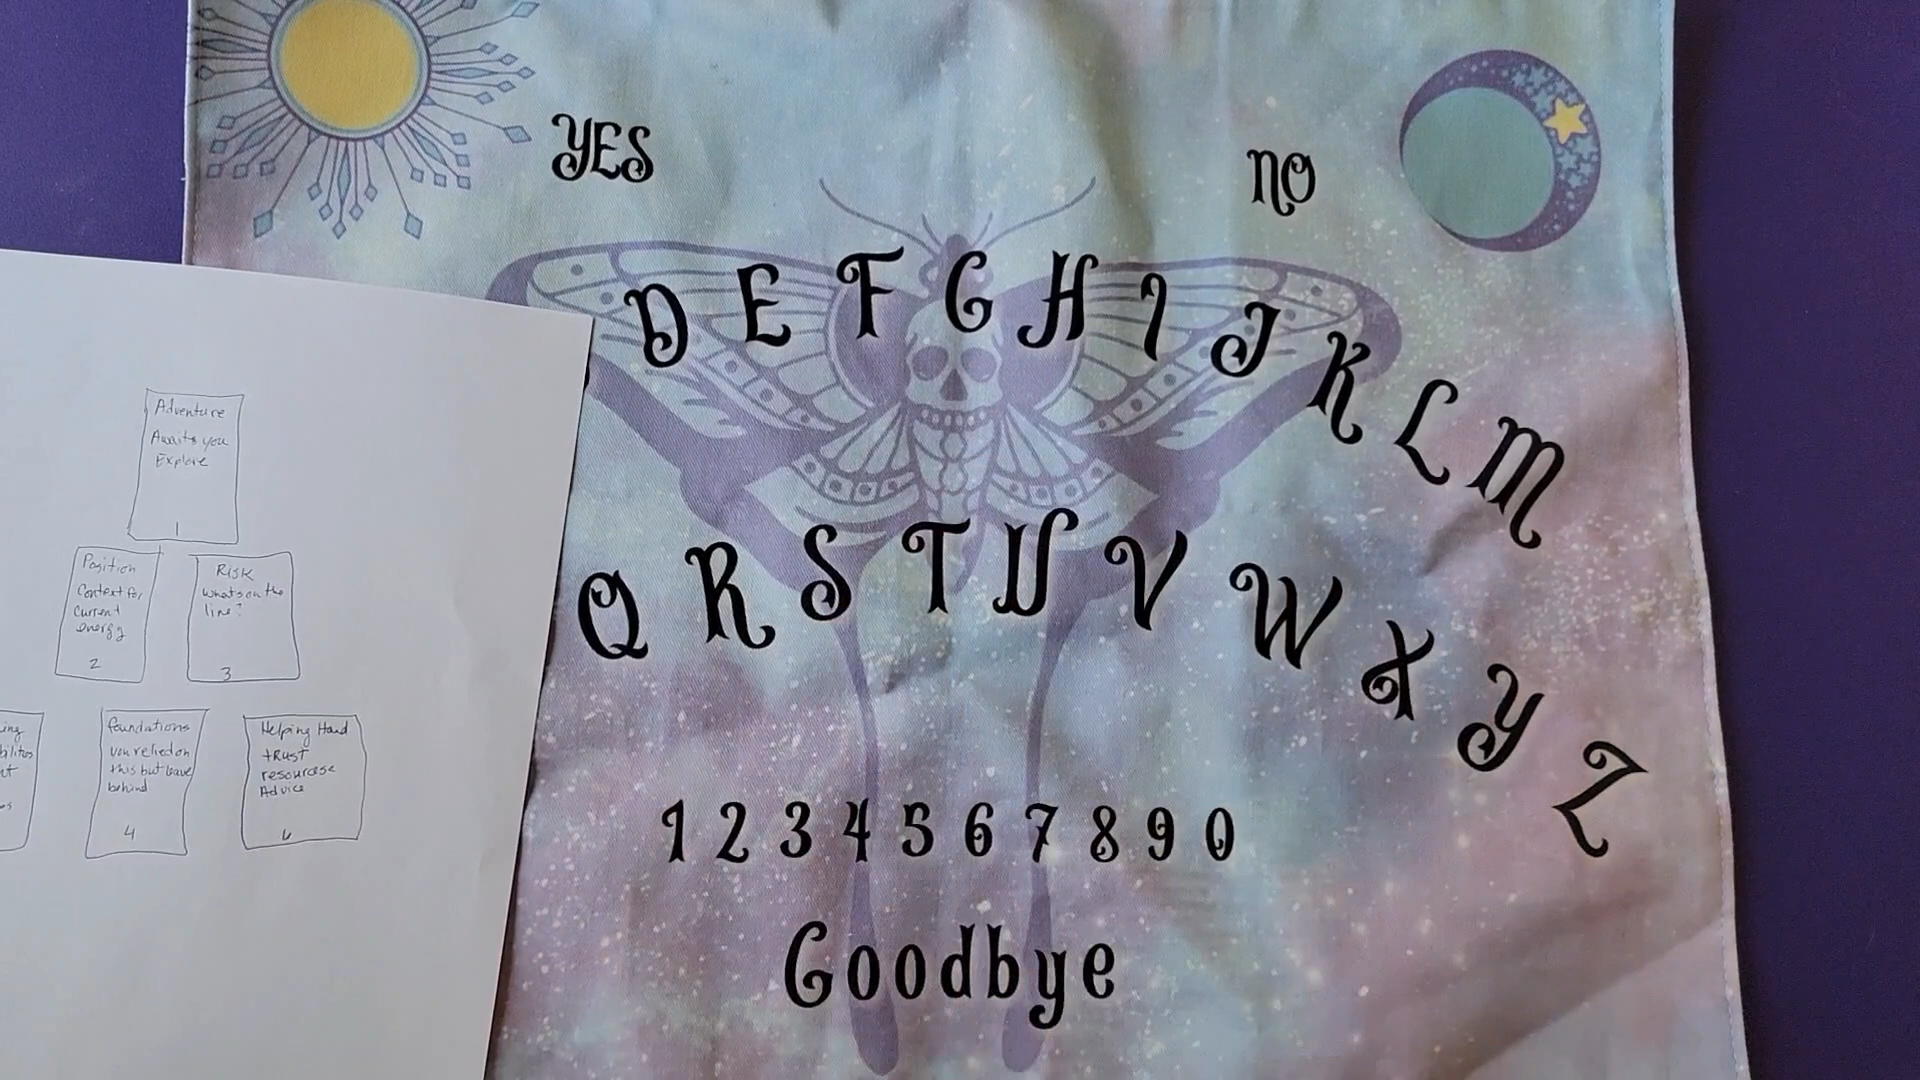 YES
NO
D E F G H I J K L M
Q R S T U V W X Y Z
1 2 3 4 5 6 7 8 9 0
Goodbye
Adventure
Awaits you
Explore
1
Position
Context for
current
energy
2
Risk
whats on the
line?
3
foundations
you relied on
this but leave
behind
4
Helping Hand
trust
Advice
6